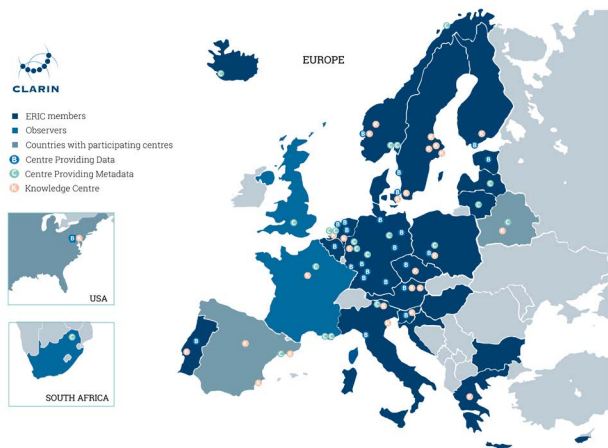 EUROPE
CLARIN
ERIC members
Observers
Countries with participating centres
B Centre Providing Data
C Centre Providing Metadata
K Knowledge Centre
USA
SOUTH AFRICA